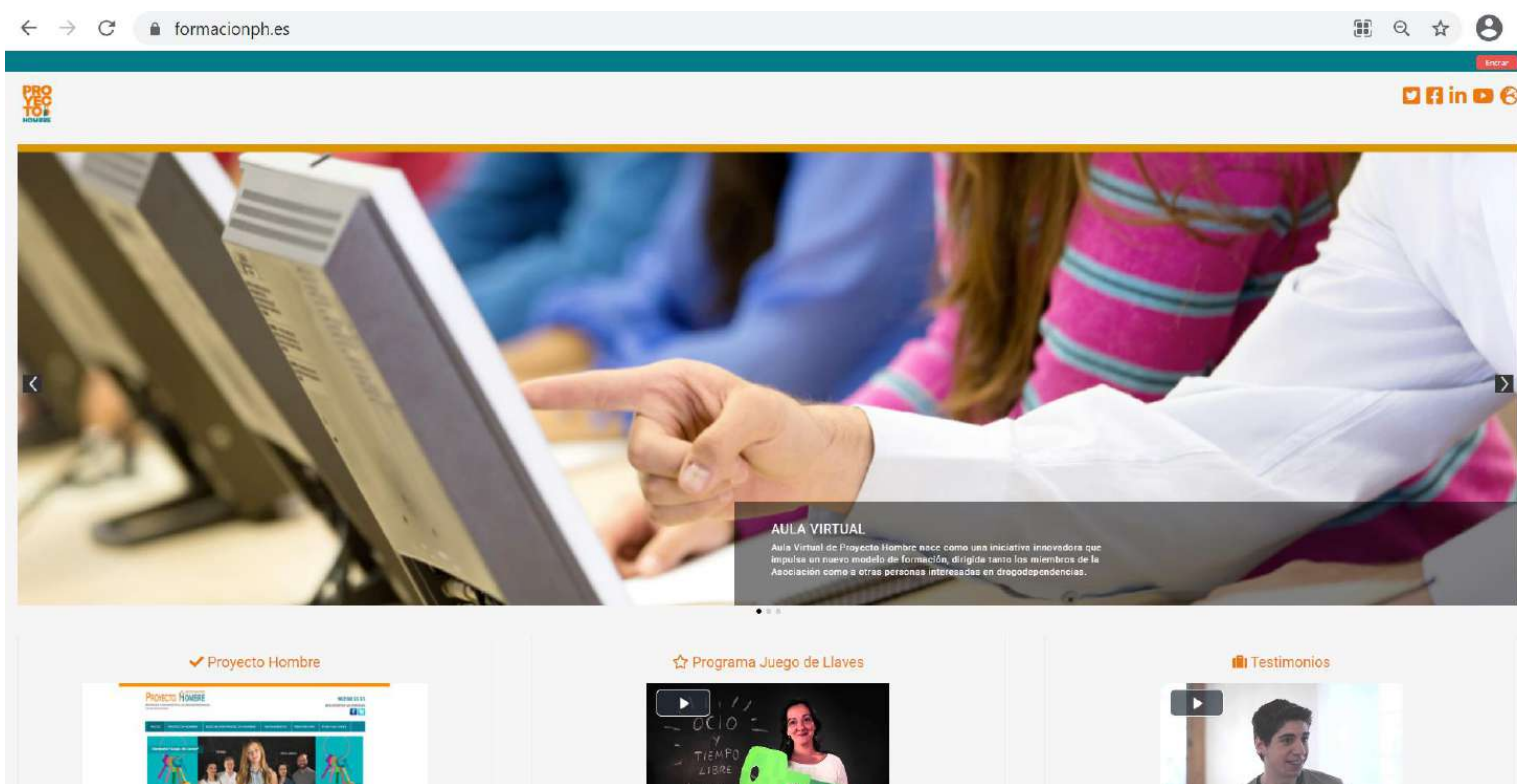 formacionph.es
Entrar
PRO
YEC
TO
HOMBRE
AULA VIRTUAL
Aula Virtual de Proyecto Hombre nace como una iniciativa innovadora que
impulsa un nuevo modelo de formación, dirigida tanto los miembros de la
Asociación como a otras personas interesadas en drogodependencias.
Proyecto Hombre
Programa Juego de Llaves
Testimonios
PROYECTO HOMBRE
OCIO
Y
TIEMPO
LIBRE